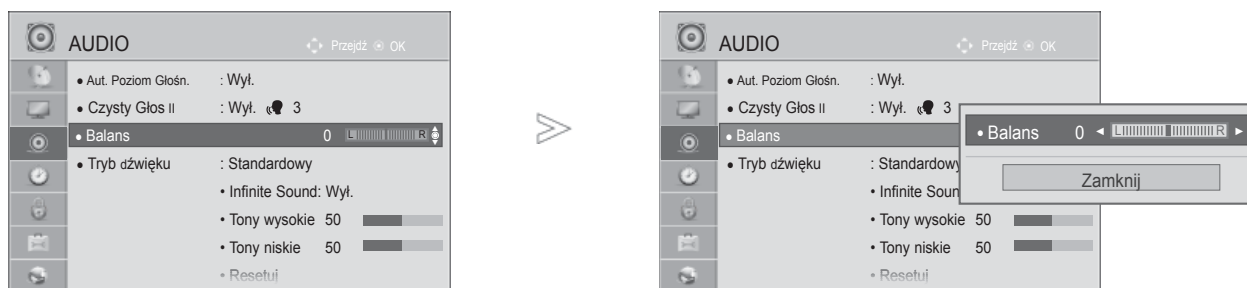 AUDIO
Przejdź OK
• Aut. Poziom Głośn. : Wył.
• Czysty Głos II : Wył. 3
• Balans 0 L R
• Tryb dźwięku : Standardowy
• Infinite Sound: Wył.
• Tony wysokie 50
• Tony niskie 50
• Resetuj
AUDIO
Przejdź OK
• Aut. Poziom Głośn. : Wył.
• Czysty Głos II : Wył. 3
• Balans
• Balans 0 ◄ L R ►
Zamknij
• Tryb dźwięku : Standardowy
• Infinite Soun
• Tony wysokie 50
• Tony niskie 50
• Resetuj